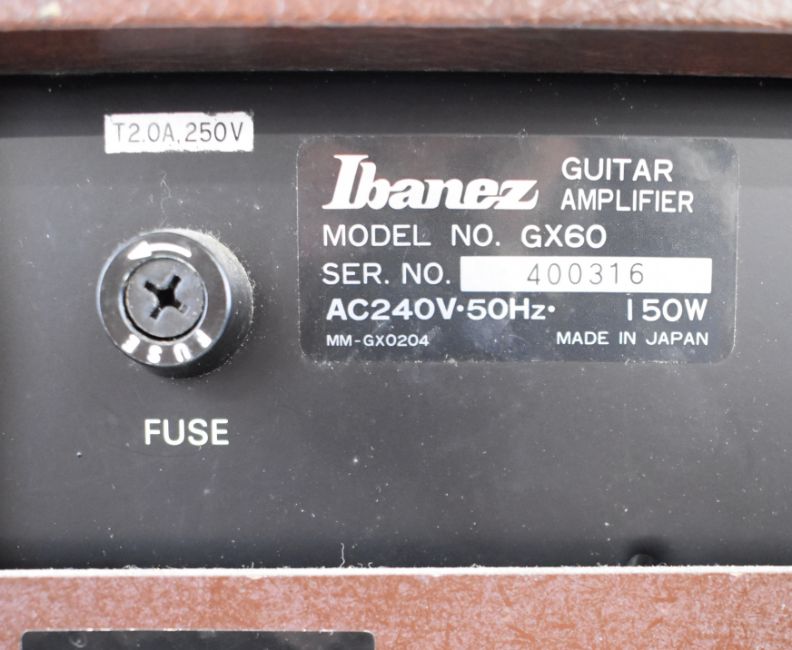 T2.0A,250V
Ibanez GUITAR
AMPLIFIER
MODEL NO. GX60
SER. NO. 400316
AC240V·50Hz· 150W
MM-GX0204 MADE IN JAPAN
FUSE
FUSE